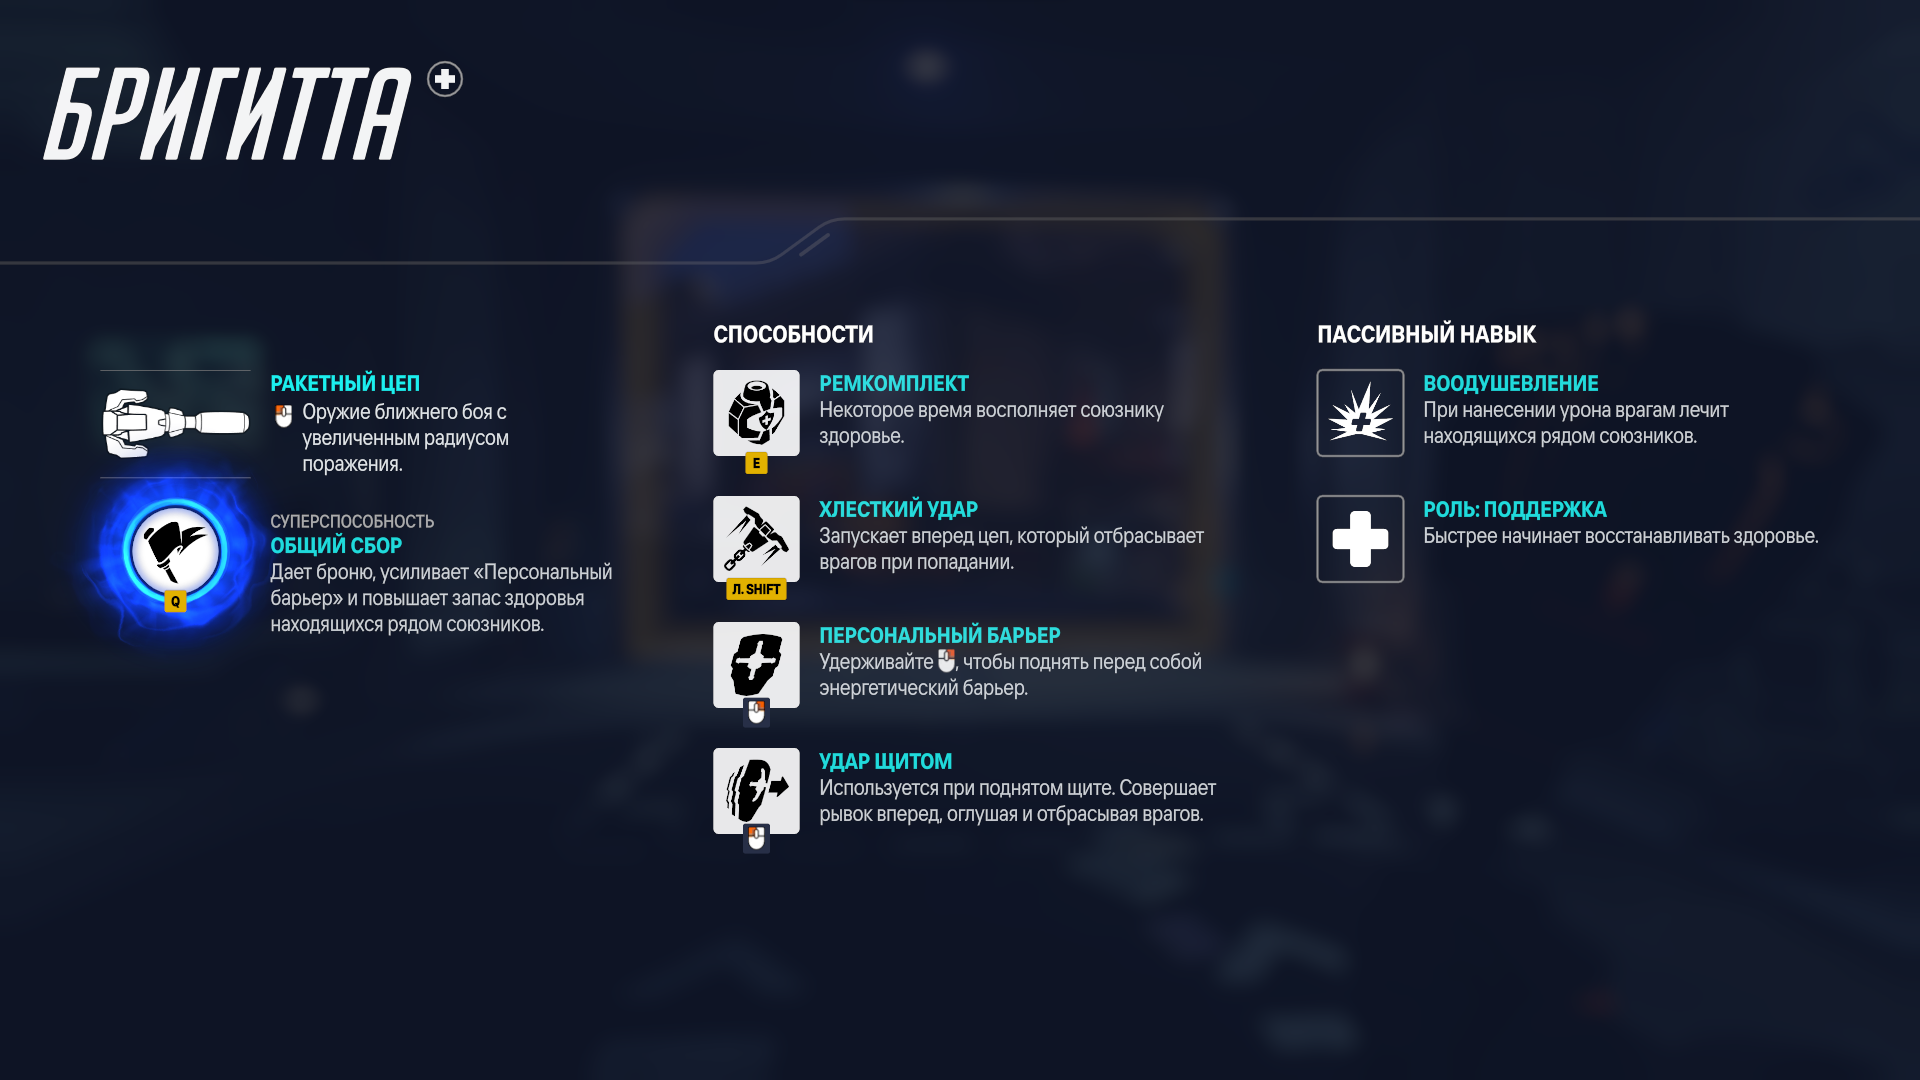 БРИГИТТА
РАКЕТНЫЙ ЦЕП
Оружие ближнего боя с
увеличенным радиусом
поражения.
СУПЕРСПОСОБНОСТЬ
ОБЩИЙ СБОР
Дает броню, усиливает «Персональный
барьер» и повышает запас здоровья
находящихся рядом союзников.
Q
СПОСОБНОСТИ
РЕМКОМПЛЕКТ
Некоторое время восполняет союзнику
здоровье.
E
ХЛЕСТКИЙ УДАР
Запускает вперед цеп, который отбрасывает
врагов при попадании.
Л. SHIFT
ПЕРСОНАЛЬНЫЙ БАРЬЕР
Удерживайте , чтобы поднять перед собой
энергетический барьер.
УДАР ЩИТОМ
Используется при поднятом щите. Совершает
рывок вперед, оглушая и отбрасывая врагов.
ПАССИВНЫЙ НАВЫК
ВООДУШЕВЛЕНИЕ
При нанесении урона врагам лечит
находящихся рядом союзников.
РОЛЬ: ПОДДЕРЖКА
Быстрее начинает восстанавливать здоровье.